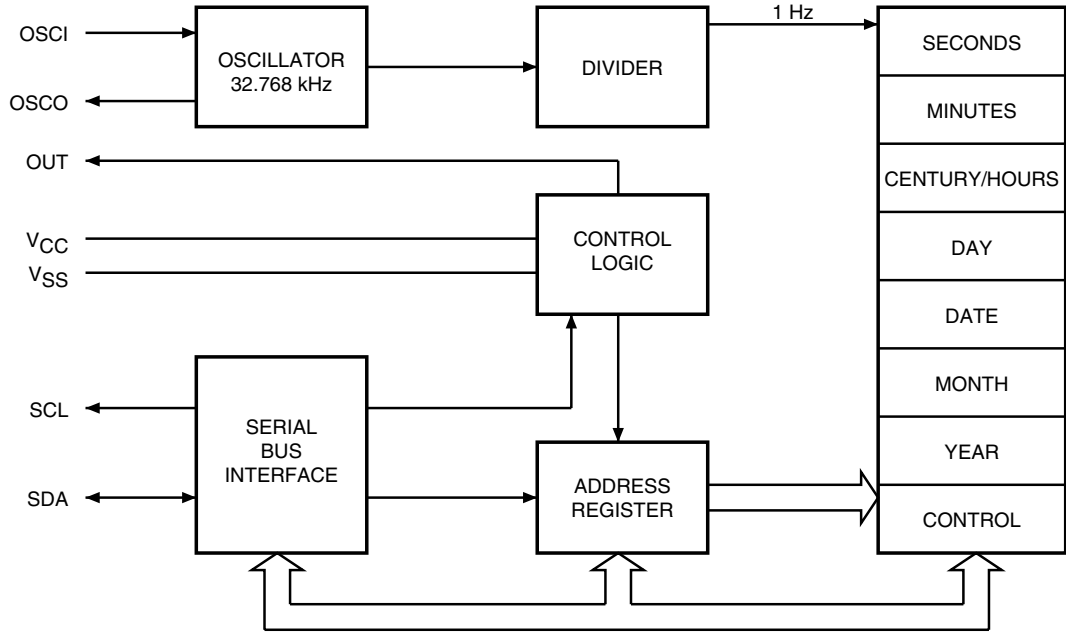 OSCI
OSCO
OUT
VCC
VSS
SCL
SDA
OSCILLATOR
32.768 kHz
DIVIDER
1 Hz
CONTROL
LOGIC
SERIAL
BUS
INTERFACE
ADDRESS
REGISTER
SECONDS
MINUTES
CENTURY/HOURS
DAY
DATE
MONTH
YEAR
CONTROL